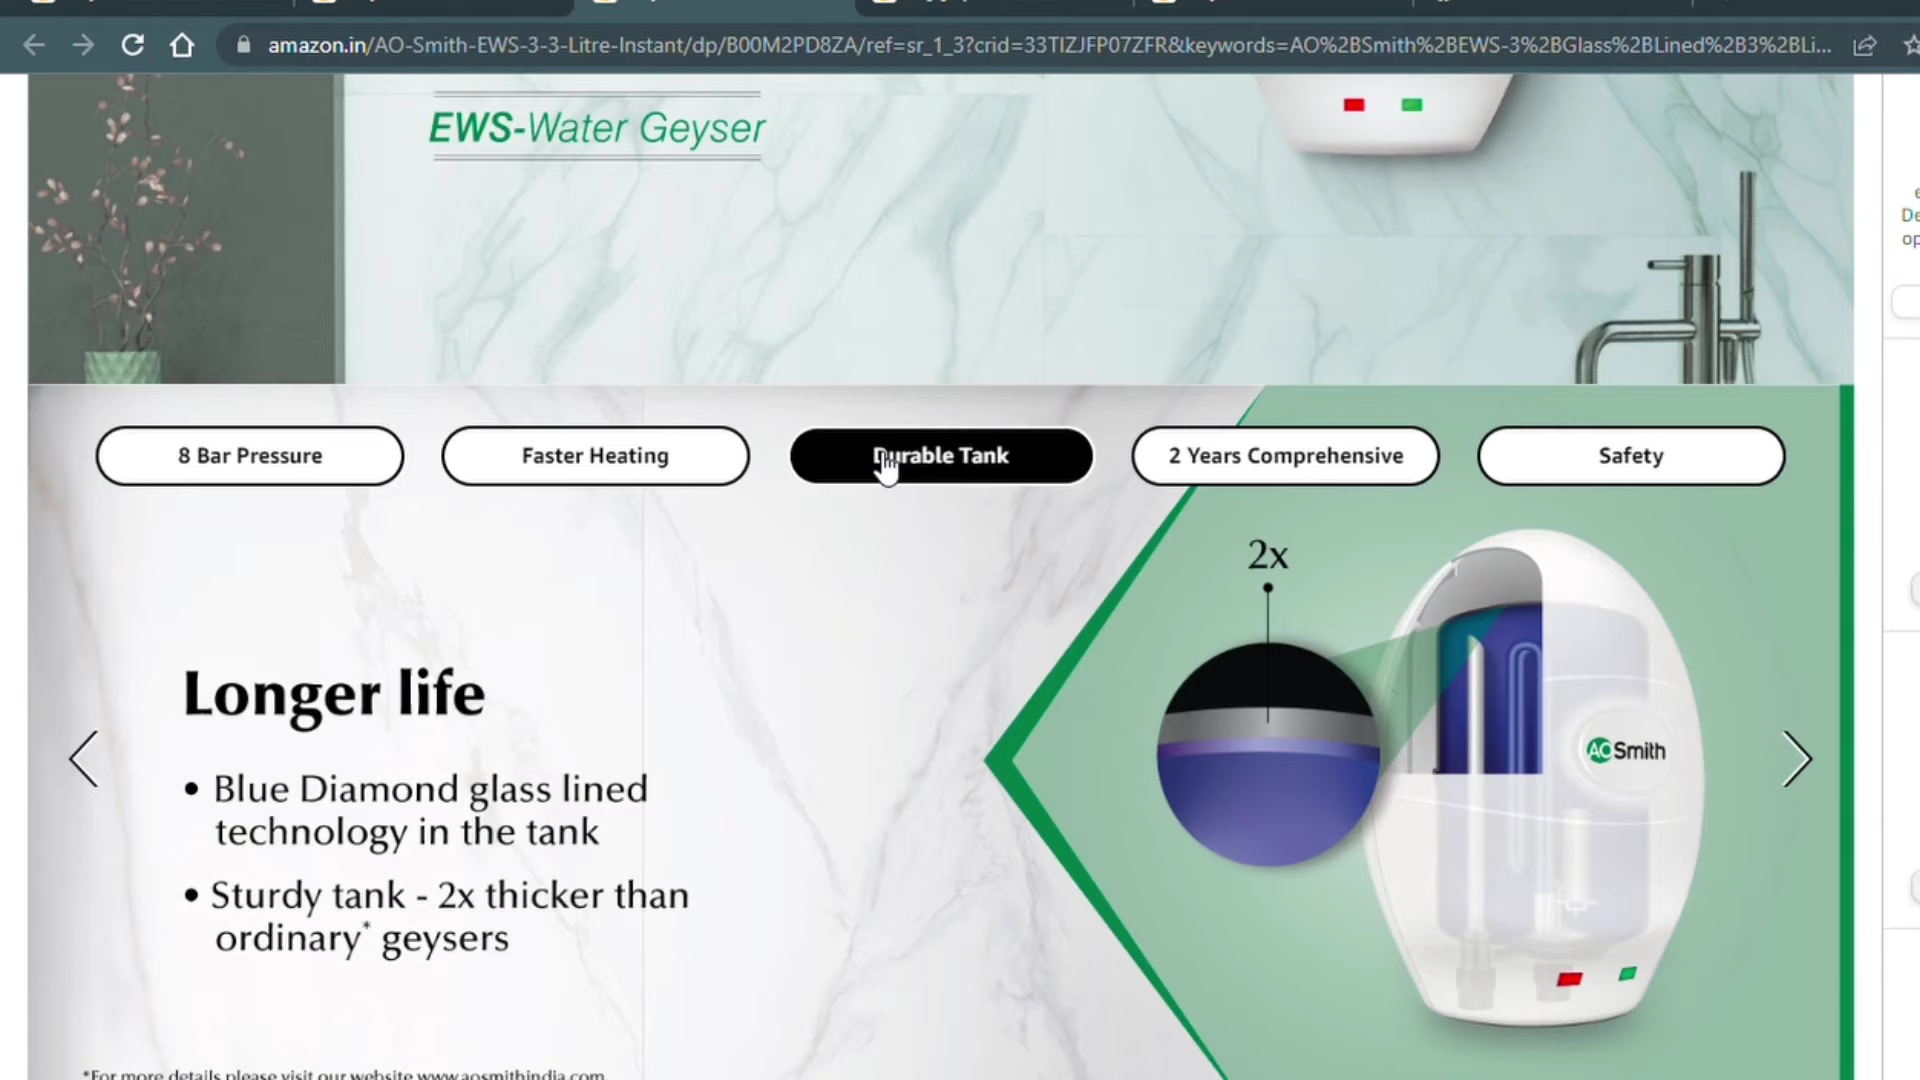 amazon.in/AO-Smith-EWS-3-3-Litre-Instant/dp/B00M2PD8ZA/ref=sr_1_3?crid=33TIZJFP07ZFR&keywords=AO%2BSmith%2BEWS-3%2BGlass%2BLined%2B3%2BLi...
EWS-Water Geyser
8 Bar Pressure
Faster Heating
Durable Tank
2 Years Comprehensive
Safety
2x
AO Smith
Longer life
• Blue Diamond glass lined
technology in the tank
• Sturdy tank - 2x thicker than
ordinary* geysers
*For more details please visit our website www.aosmithindia.com